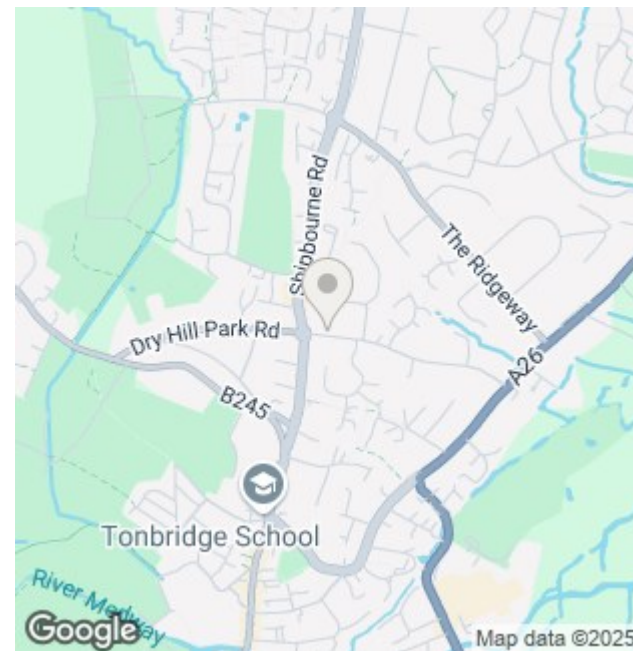 Shipbourne Rd
The Ridgeway
Dry Hill Park Rd
A26
B245
Tonbridge School
River Medway
Google
Map data ©2025